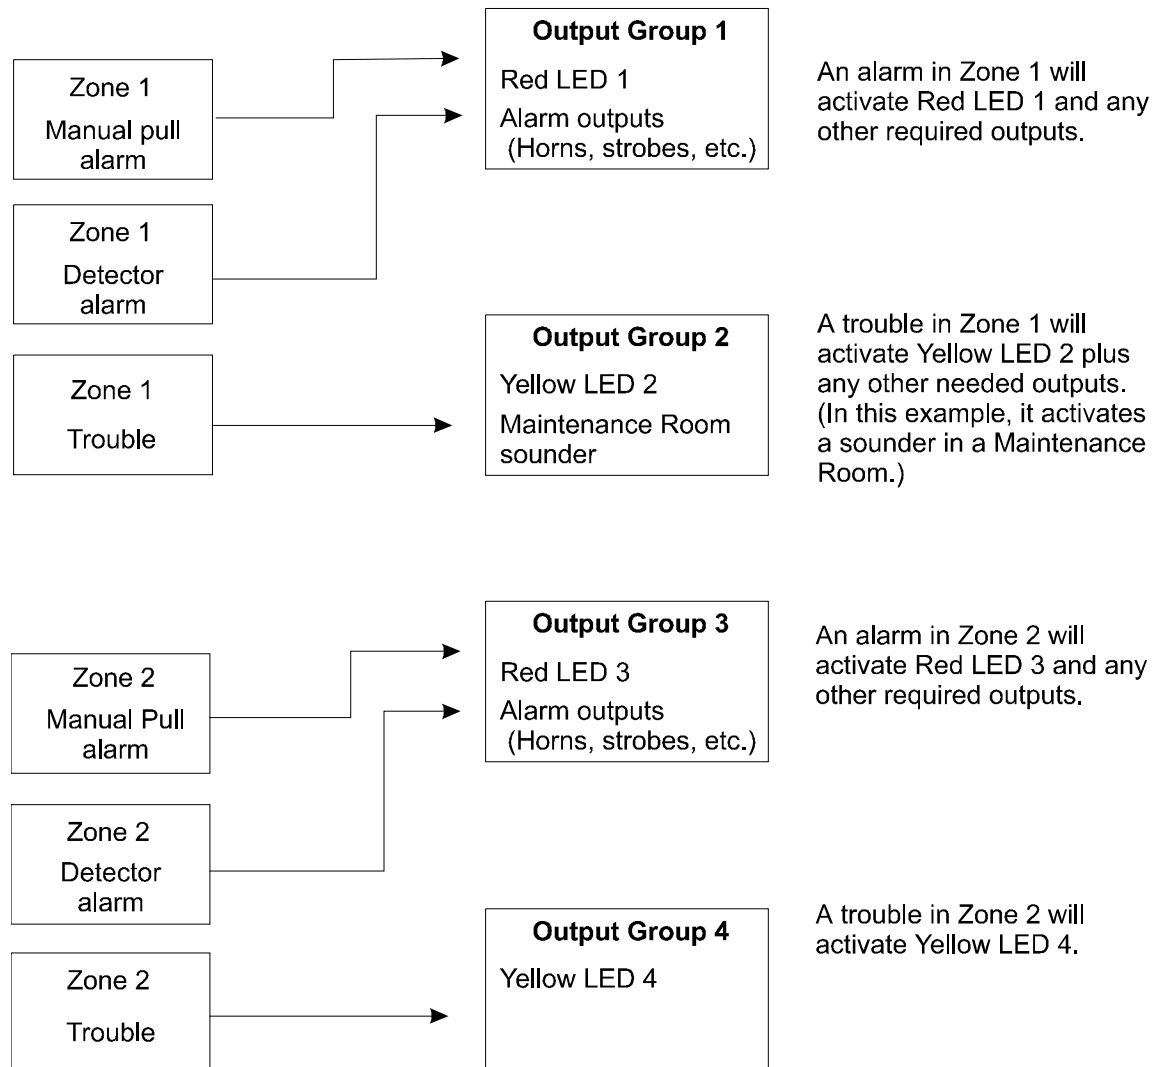 Zone 1
Manual pull
alarm
Output Group 1
Red LED 1
Alarm outputs
(Horns, strobes, etc.)
An alarm in Zone 1 will
activate Red LED 1 and any
other required outputs.
Zone 1
Detector
alarm
Zone 1
Trouble
Output Group 2
Yellow LED 2
Maintenance Room
sounder
A trouble in Zone 1 will
activate Yellow LED 2 plus
any other needed outputs.
(In this example, it activates
a sounder in a Maintenance
Room.)
Zone 2
Manual Pull
alarm
Output Group 3
Red LED 3
Alarm outputs
(Horns, strobes, etc.)
An alarm in Zone 2 will
activate Red LED 3 and any
other required outputs.
Zone 2
Detector
alarm
Zone 2
Trouble
Output Group 4
Yellow LED 4
A trouble in Zone 2 will
activate Yellow LED 4.